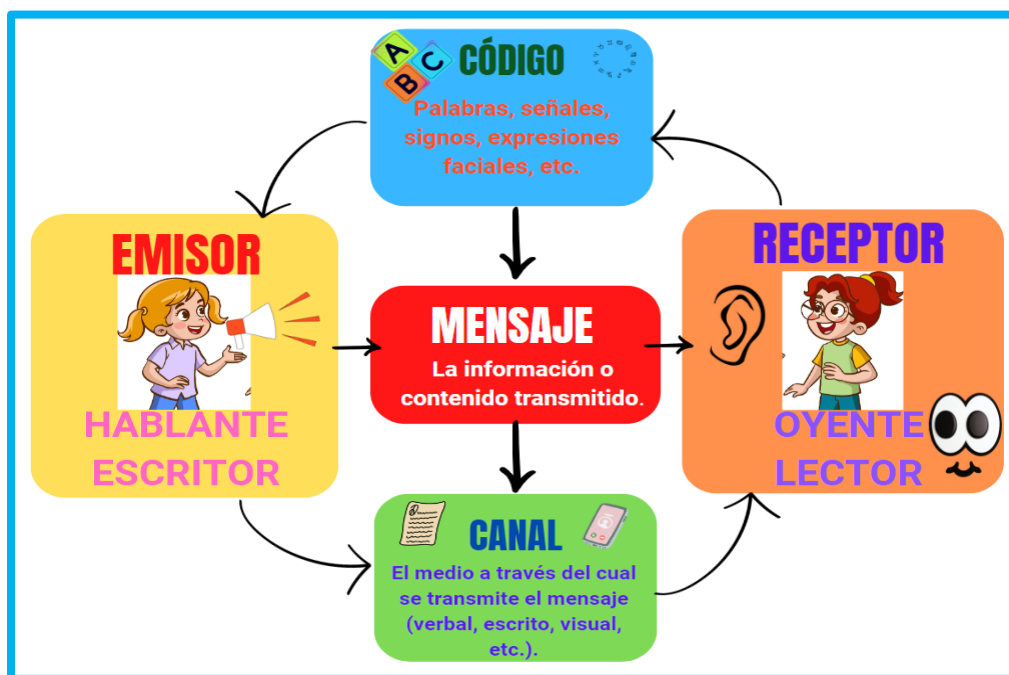 A
C
B
CÓDIGO
Palabras, señales,
signos, expresiones
faciales, etc.
EMISOR
HABLANTE
ESCRITOR
MENSAJE
La información o
contenido transmitido.
RECEPTOR
OYENTE
LECTOR
CANAL
El medio a través del cual
se transmite el mensaje
(verbal, escrito, visual,
etc.).